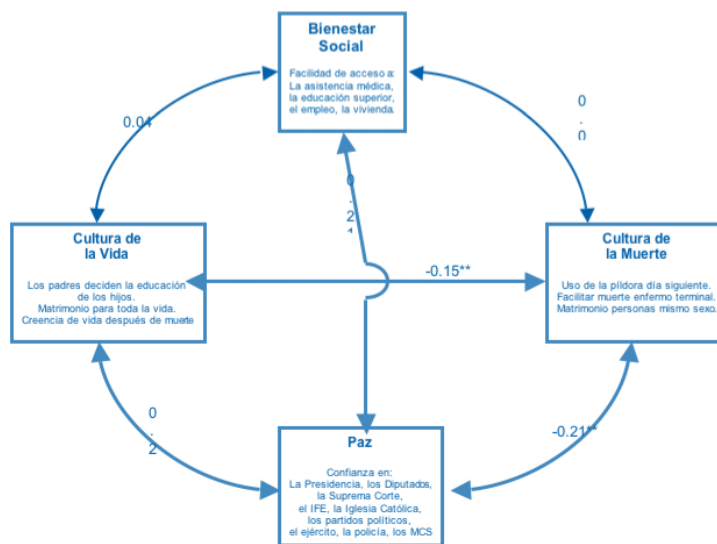 Bienestar
Social
Facilidad de acceso a:
La asistencia médica,
la educación superior,
el empleo, la vivienda.
0.04
0.0
0.2
Cultura de
la Vida
Los padres deciden la educación
de los hijos.
Matrimonio para toda la vida.
Creencia de vida después de muerte
-0.15**
Cultura de
la Muerte
Uso de la píldora día siguiente.
Facilitar muerte enfermo terminal.
Matrimonio personas mismo sexo.
0.2
-0.21**
Paz
Confianza en:
La Presidencia, los Diputados,
la Suprema Corte,
el IFE, la Iglesia Católica,
los partidos políticos,
el ejército, la policía, los MCS